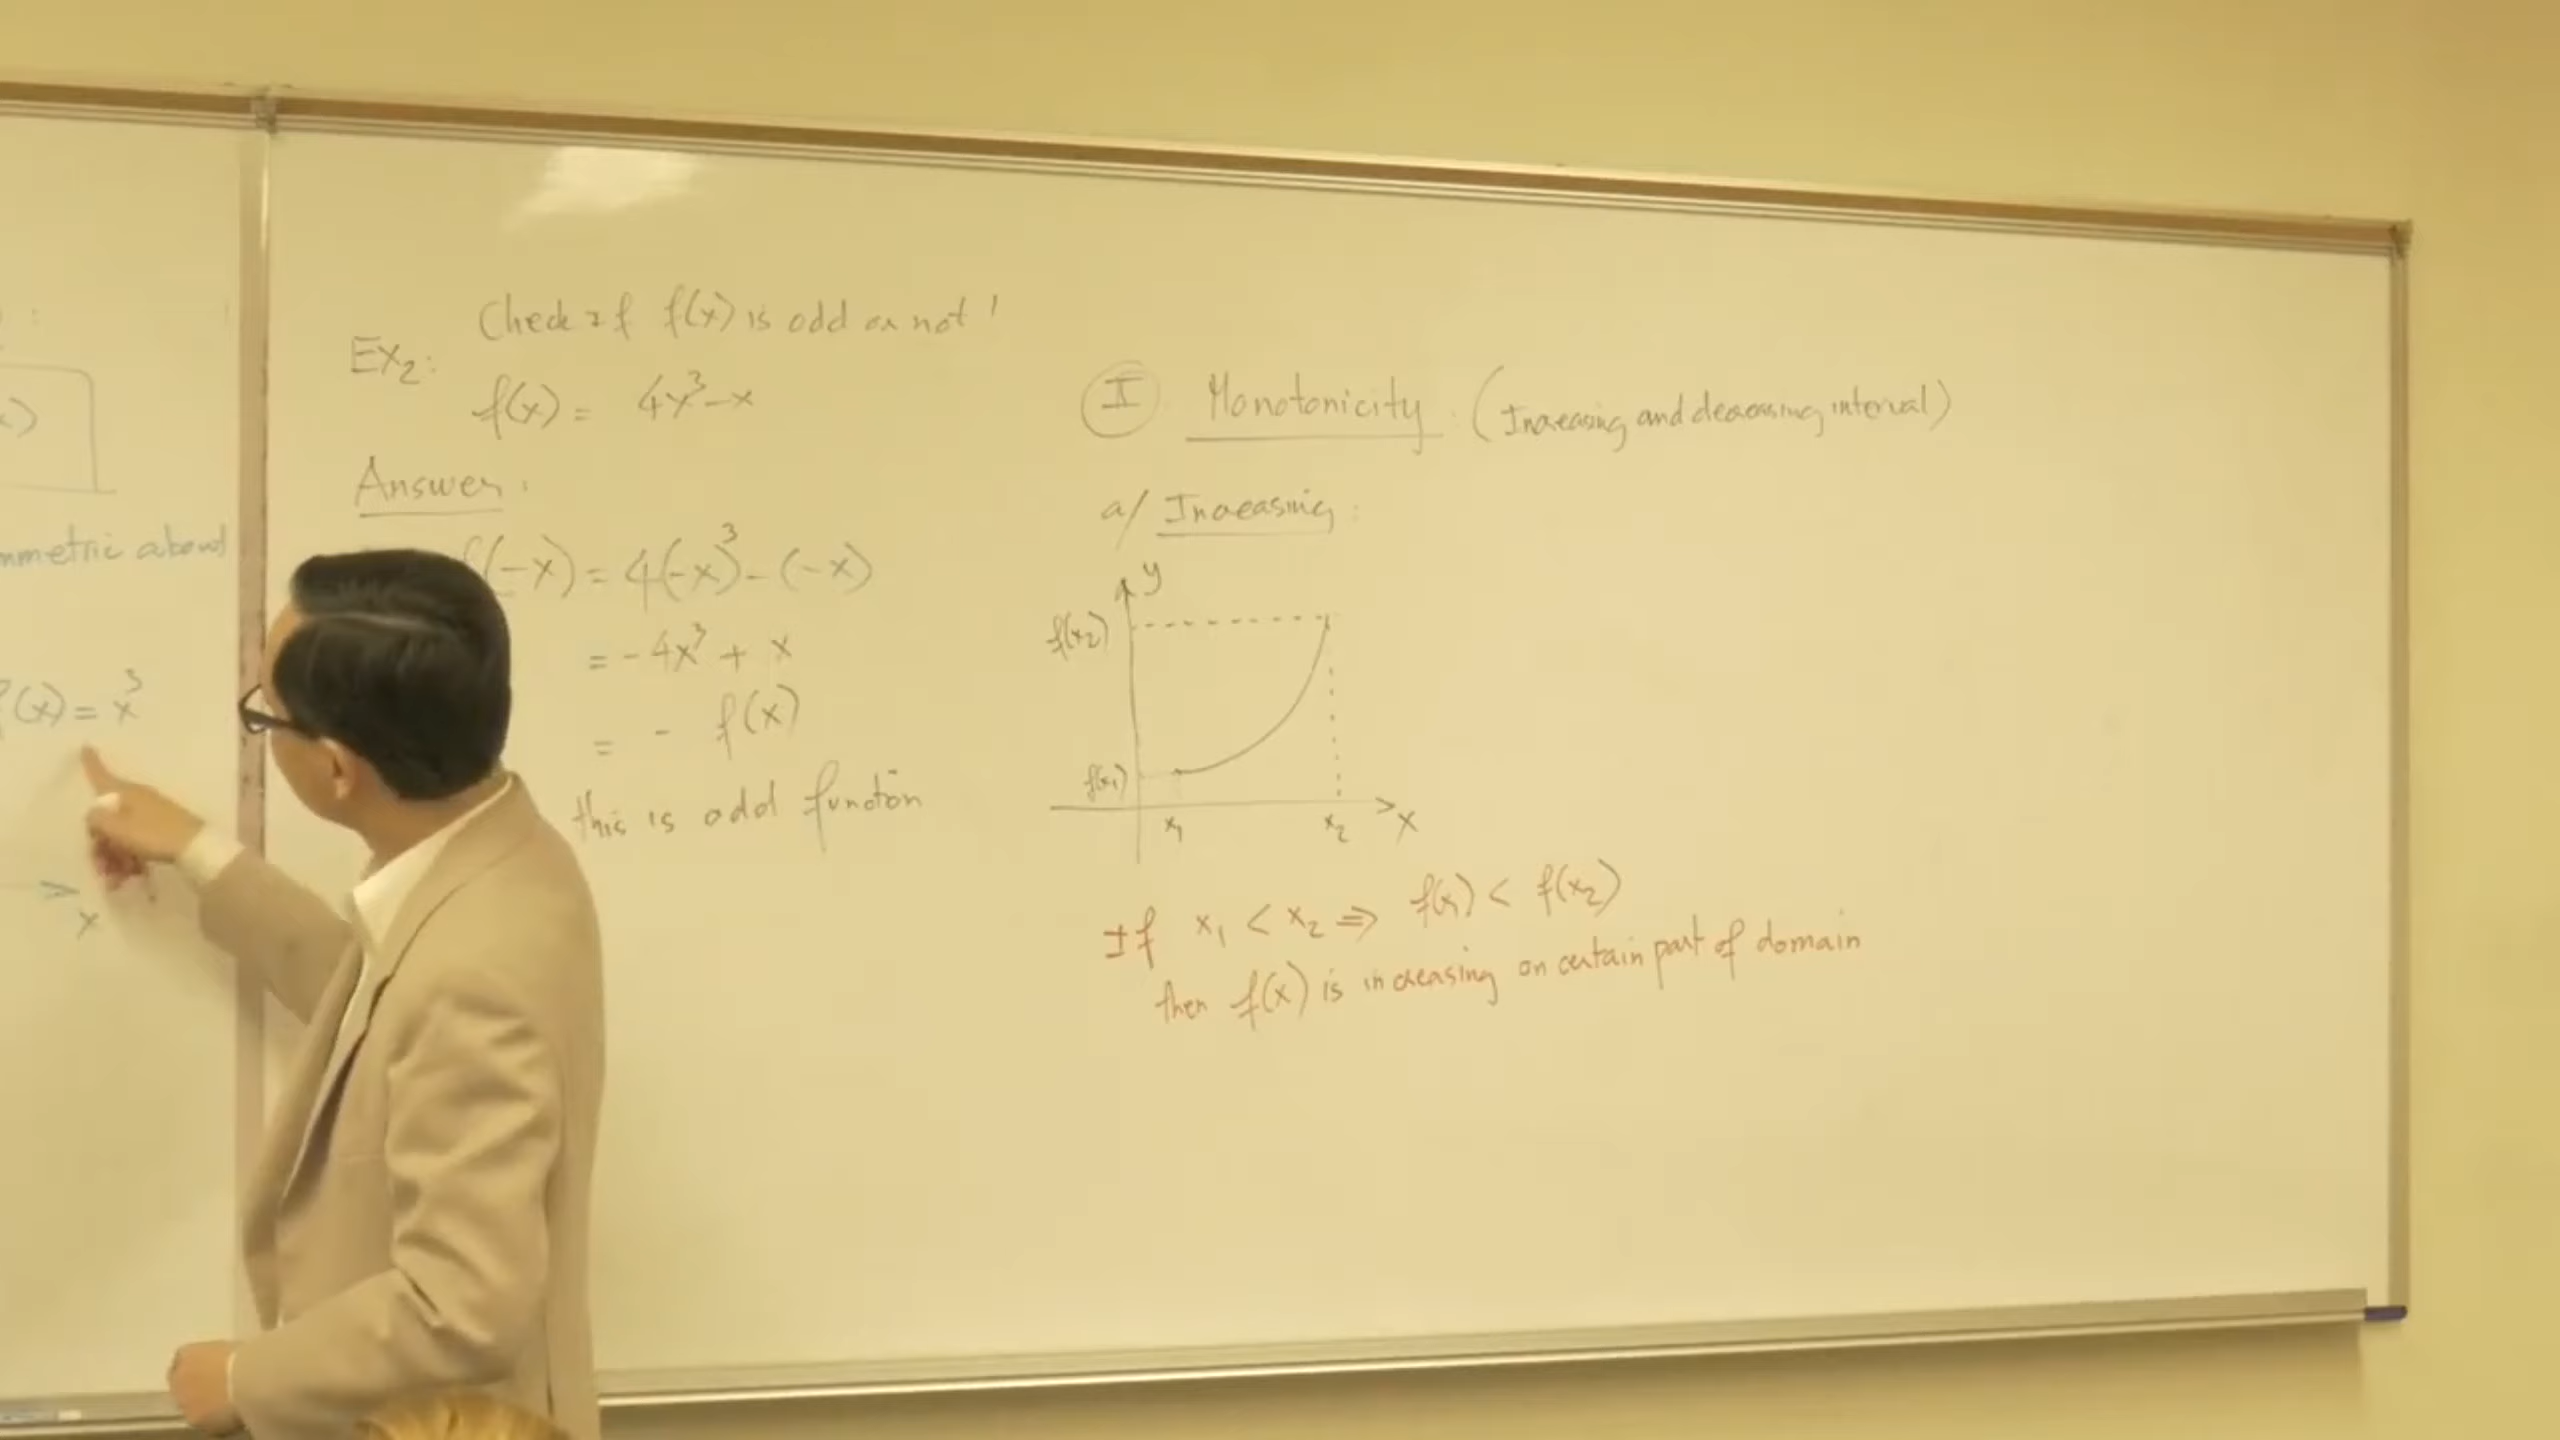 x)
mmetric about
f(x) = x³
x
Check if f(x) is odd or not !
Ex₂:
f(x) = 4x³ - x
Answer:
f(-x) = 4(-x)³ - (-x)
= - 4x³ + x
= - f(x)
this is odd function
I Monotonicity: (Increasing and decreasing interval)
a/ Increasing:
y
f(x₂)
f(x₁)
x₁ x₂ x
If x₁ < x₂ ⇒ f(x₁) < f(x₂)
then f(x) is increasing on certain part of domain